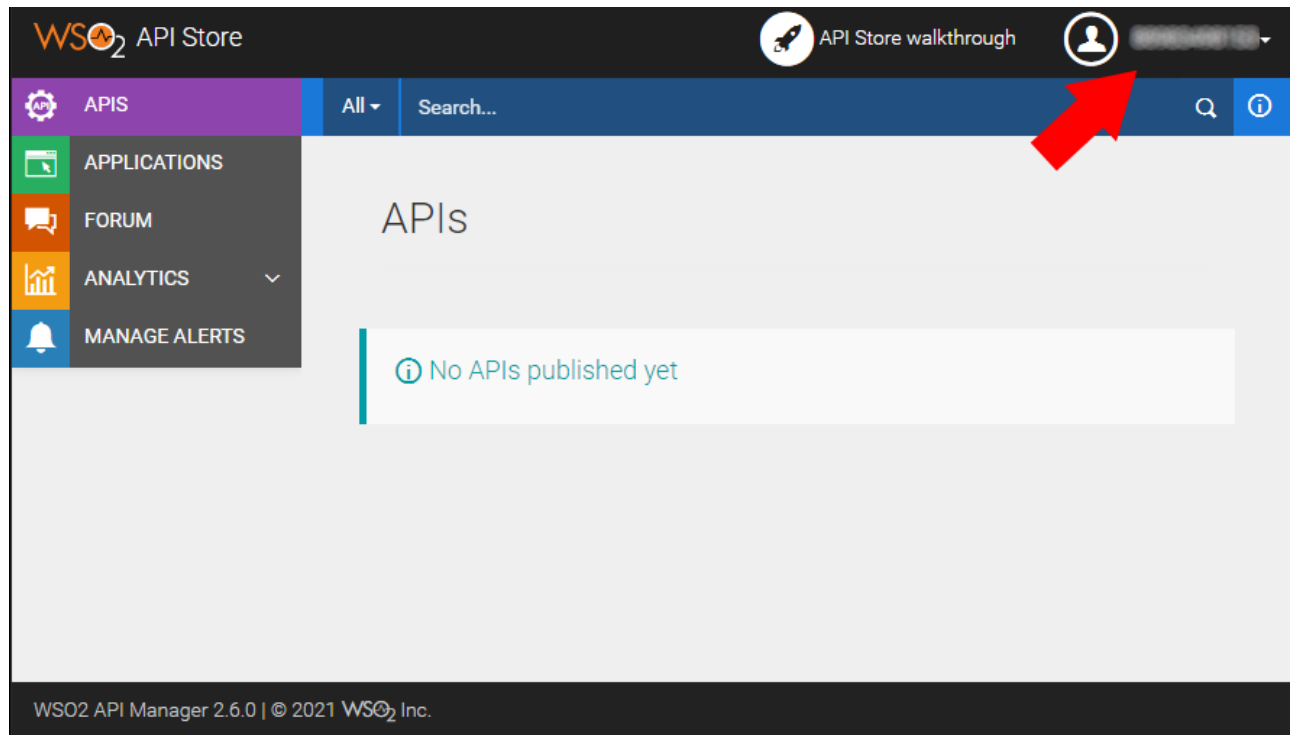 WSO2 API Store
API Store walkthrough
APIS
All
Search...
APPLICATIONS
FORUM
ANALYTICS
MANAGE ALERTS
APIs
No APIs published yet
WSO2 API Manager 2.6.0 | © 2021 WSO2 Inc.